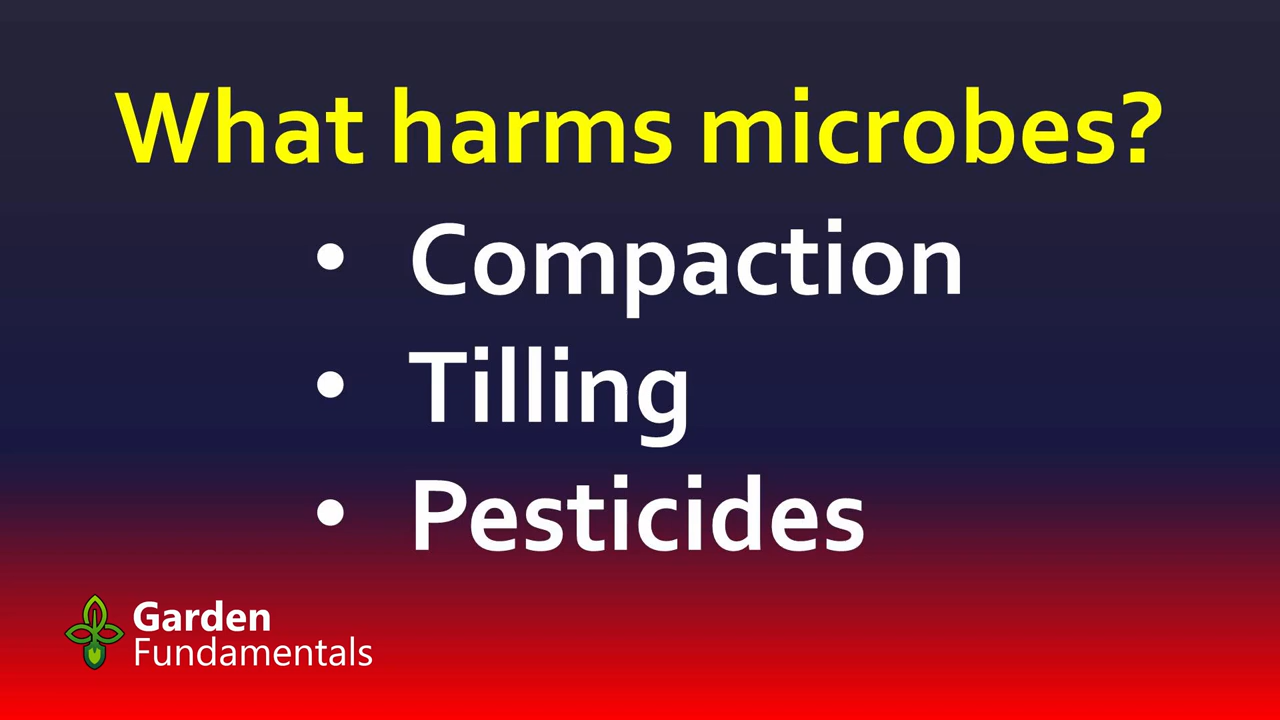 What harms microbes?
• Compaction
• Tilling
• Pesticides
Garden
Fundamentals